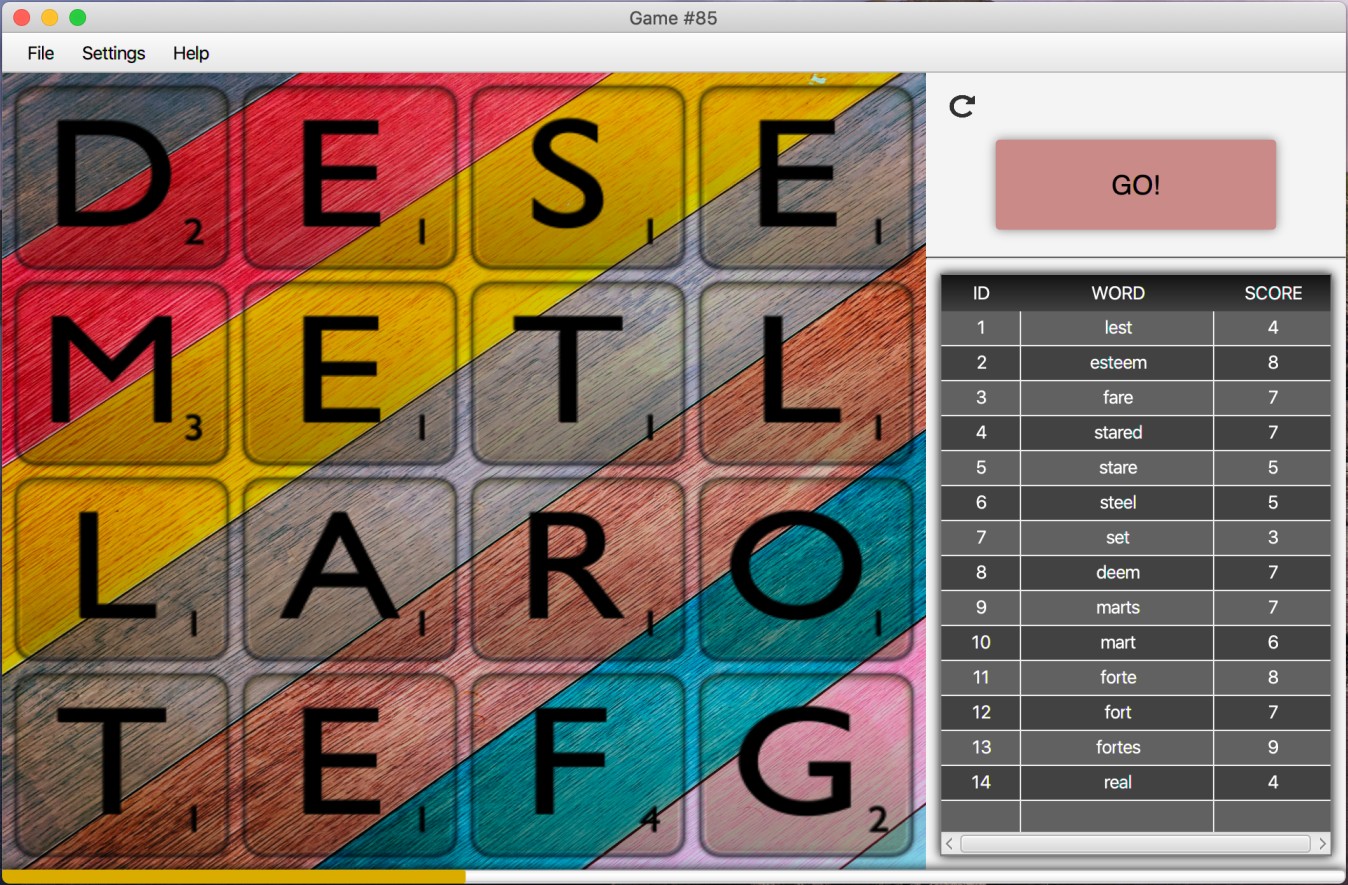 Game #85
File Settings Help
D 2 E 1 S 1 E 1
M 3 E 1 T 1 L 1
L 1 A 1 R 1 O 1
T 1 E 1 F 4 G 2
GO!
ID WORD SCORE
1 lest 4
2 esteem 8
3 fare 7
4 stared 7
5 stare 5
6 steel 5
7 set 3
8 deem 7
9 marts 7
10 mart 6
11 forte 8
12 fort 7
13 fortes 9
14 real 4